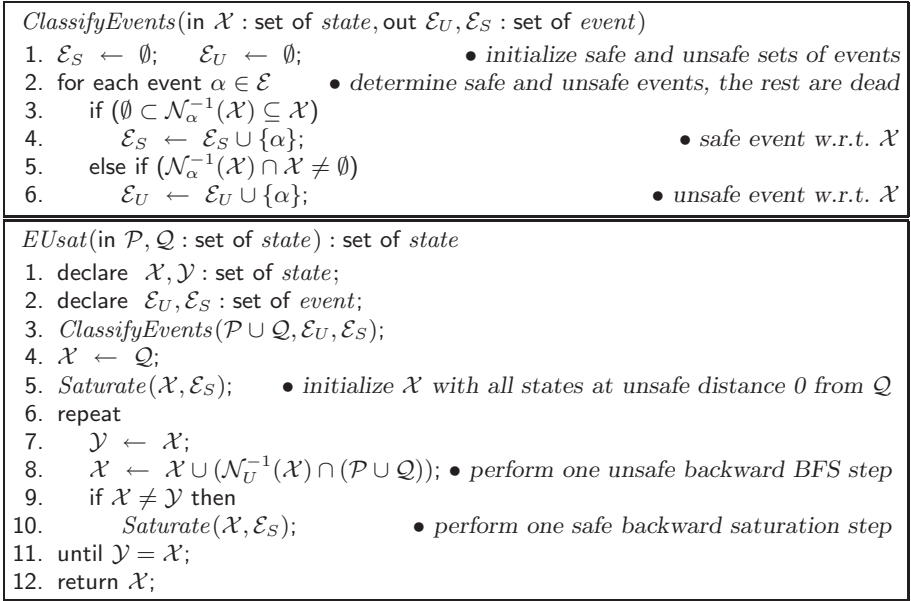 ClassifyEvents(in 𝒳 : set of state, out ℰ_U, ℰ_S : set of event)
1. ℰ_S ← ∅; ℰ_U ← ∅; • initialize safe and unsafe sets of events
2. for each event α ∈ ℰ • determine safe and unsafe events, the rest are dead
3. if (∅ ⊂ 𝒩_α^{-1}(𝒳) ⊆ 𝒳)
4. ℰ_S ← ℰ_S ∪ {α}; • safe event w.r.t. 𝒳
5. else if (𝒩_α^{-1}(𝒳) ∩ 𝒳 ≠ ∅)
6. ℰ_U ← ℰ_U ∪ {α}; • unsafe event w.r.t. 𝒳
EUsat(in 𝒫, 𝒬 : set of state) : set of state
1. declare 𝒳, 𝒴 : set of state;
2. declare ℰ_U, ℰ_S : set of event;
3. ClassifyEvents(𝒫 ∪ 𝒬, ℰ_U, ℰ_S);
4. 𝒳 ← 𝒬;
5. Saturate(𝒳, ℰ_S); • initialize 𝒳 with all states at unsafe distance 0 from 𝒬
6. repeat
7. 𝒴 ← 𝒳;
8. 𝒳 ← 𝒳 ∪ (𝒩_U^{-1}(𝒳) ∩ (𝒫 ∪ 𝒬)); • perform one unsafe backward BFS step
9. if 𝒳 ≠ 𝒴 then
10. Saturate(𝒳, ℰ_S); • perform one safe backward saturation step
11. until 𝒴 = 𝒳;
12. return 𝒳;